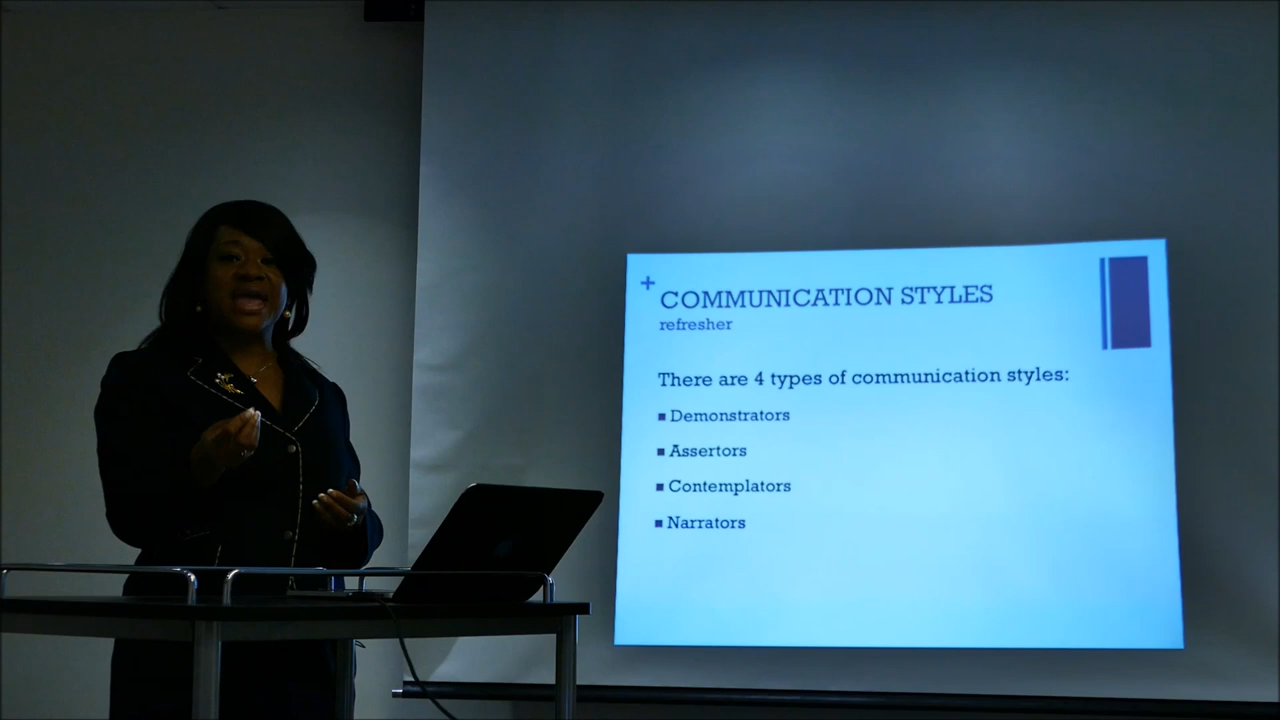 +
COMMUNICATION STYLES
refresher
There are 4 types of communication styles:
▪ Demonstrators
▪ Assertors
▪ Contemplators
▪ Narrators